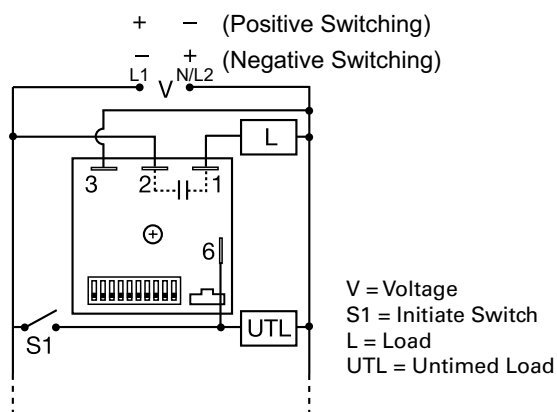 + − (Positive Switching)
− + (Negative Switching)
L1 V N/L2
L
3 2 1
6
UTL
S1
V = Voltage
S1 = Initiate Switch
L = Load
UTL = Untimed Load